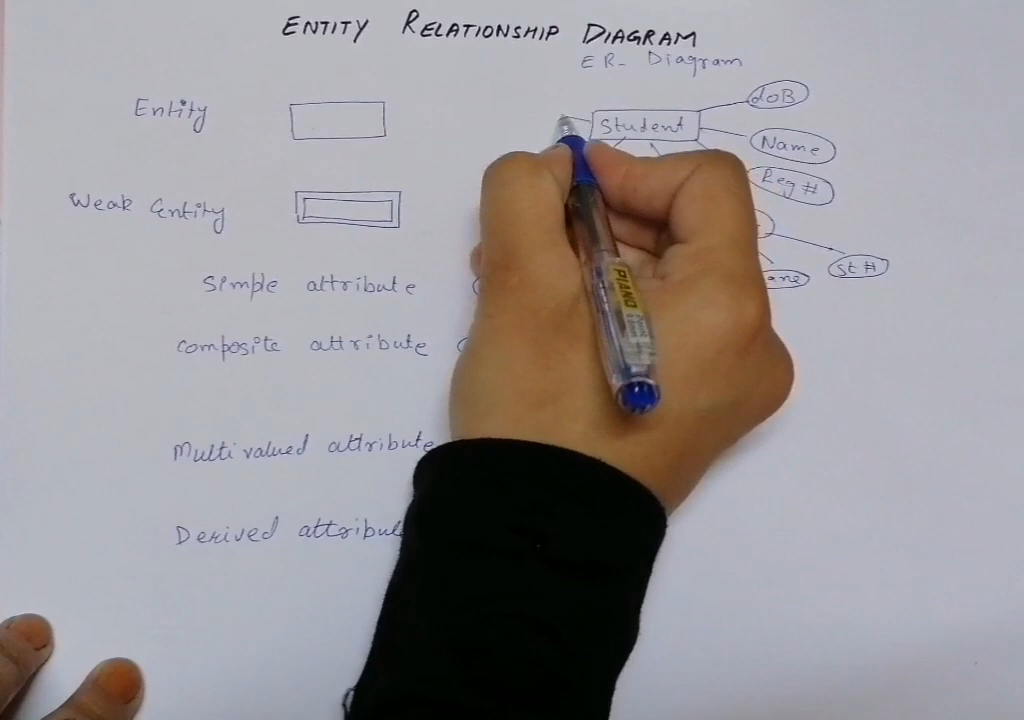 ENTITY RELATIONSHIP DIAGRAM
ER- Diagram
Entity
Student
doB
Name
Reg #
Weak Entity
St #
Simple attribute
composite attribute
Multivalued attribute
Derived
PIANO